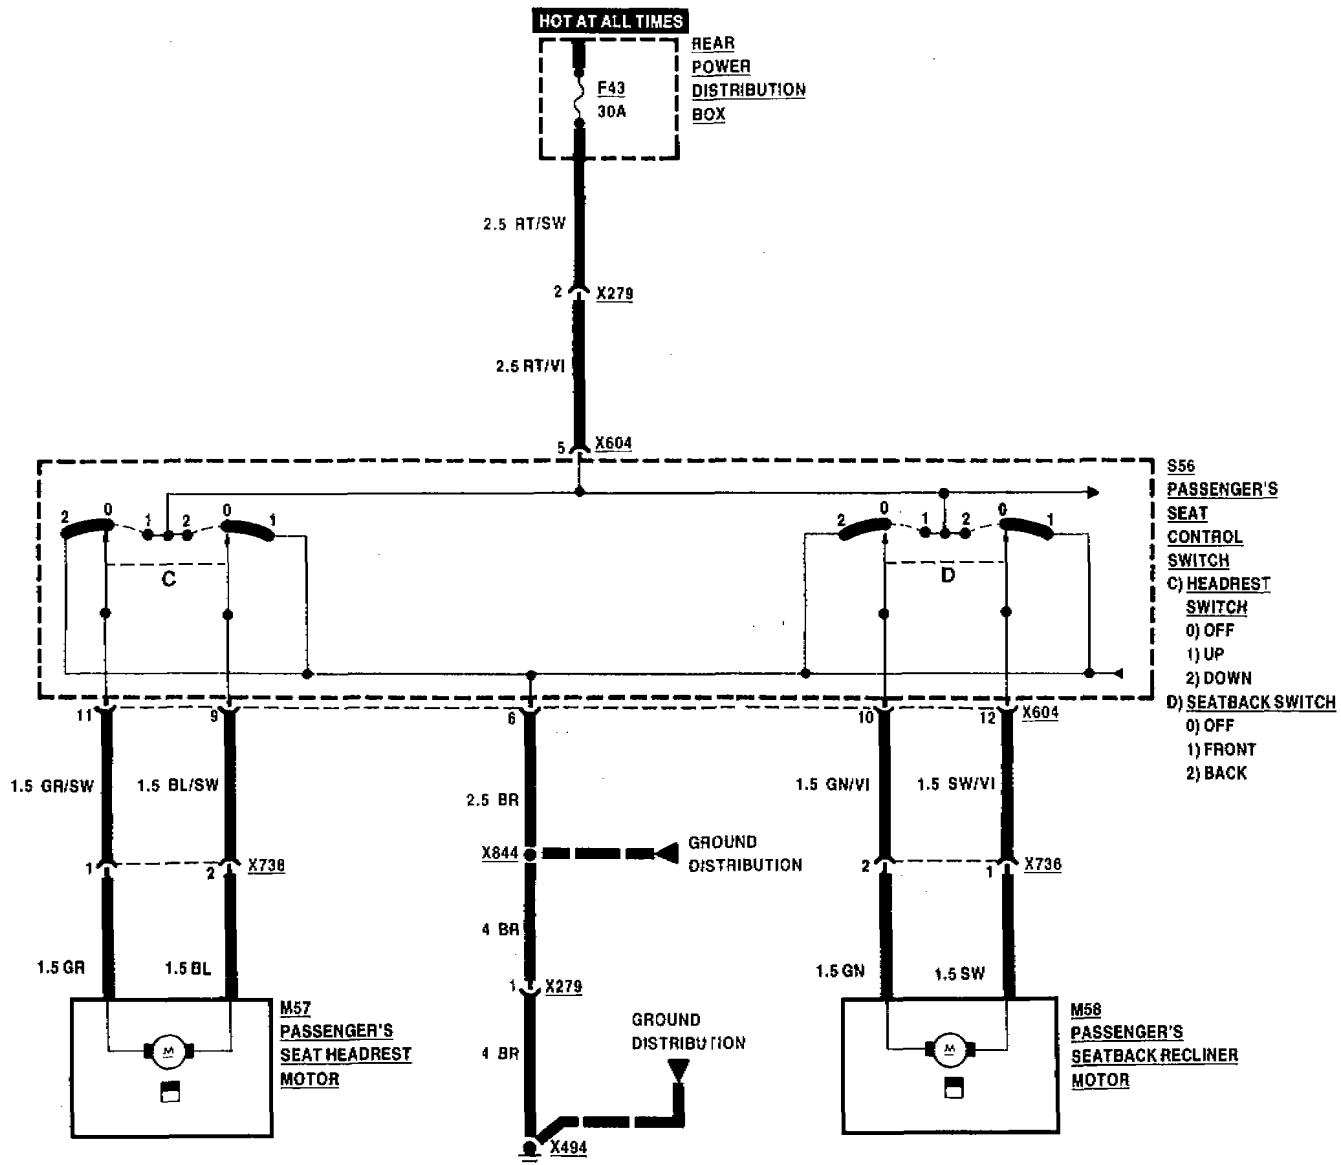 HOT AT ALL TIMES
REAR
POWER
DISTRIBUTION
BOX
F43
30A
2.5 RT/SW
2 X279
2.5 RT/VI
5 X604
S56
PASSENGER'S
SEAT
CONTROL
SWITCH
C) HEADREST
SWITCH
0) OFF
1) UP
2) DOWN
D) SEATBACK SWITCH
0) OFF
1) FRONT
2) BACK
2 0 1 2 0 1
C
2 0 1 2 0 1
D
11 9 6 10 12 X604
1.5 GR/SW
1.5 BL/SW
2.5 BR
1.5 GN/VI
1.5 SW/VI
X844
GROUND
DISTRIBUTION
1 2 X738
2 1 X736
4 BR
1.5 GR
1.5 BL
1.5 GN
1.5 SW
1 X279
M57
PASSENGER'S
SEAT HEADREST
MOTOR
M
4 BR
GROUND
DISTRIBUTION
M58
PASSENGER'S
SEATBACK RECLINER
MOTOR
M
X494